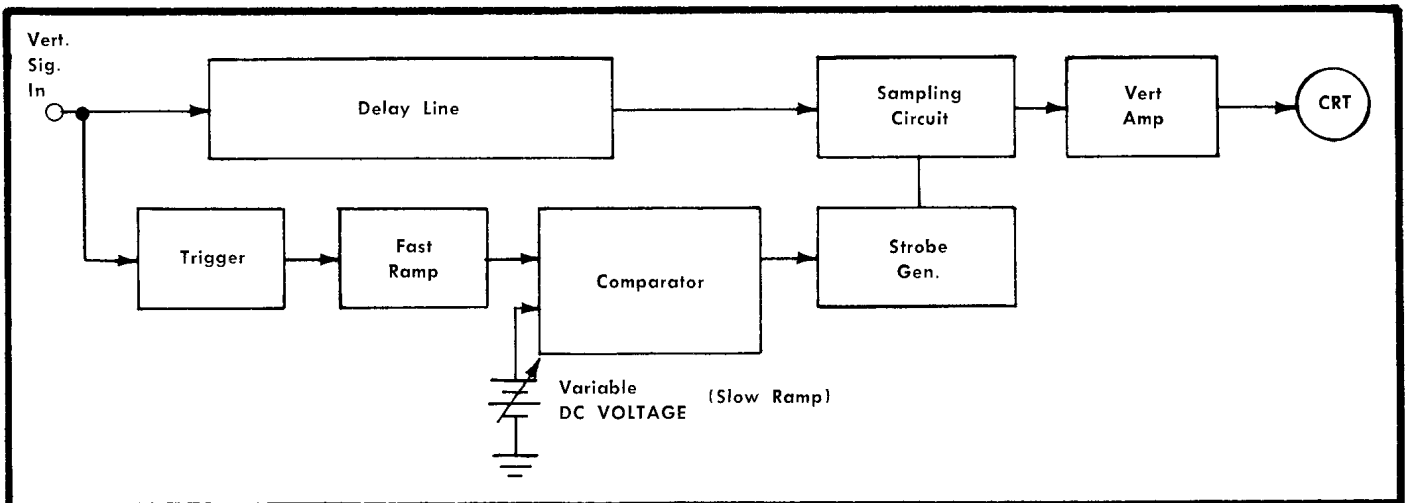 Vert.
Sig.
In
Delay Line
Sampling
Circuit
Vert
Amp
CRT
Trigger
Fast
Ramp
Comparator
Strobe
Gen.
Variable
DC VOLTAGE
(Slow Ramp)